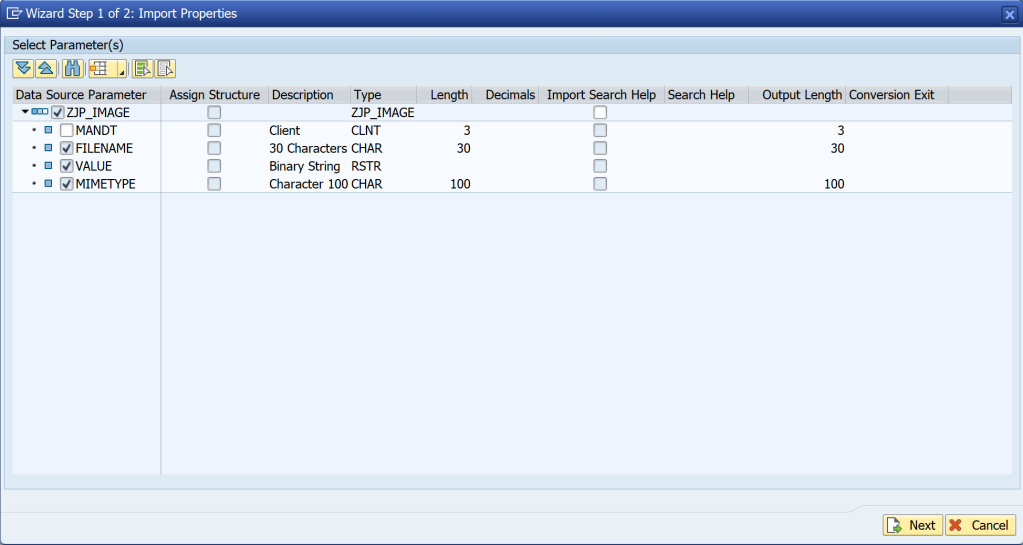 Wizard Step 1 of 2: Import Properties
Select Parameter(s)
Data Source Parameter Assign Structure Description Type Length Decimals Import Search Help Search Help Output Length Conversion Exit
ZJP_IMAGE ZJP_IMAGE
MANDT Client CLNT 3 3
FILENAME 30 Characters CHAR 30 30
VALUE Binary String RSTR
MIMETYPE Character 100 CHAR 100 100
Next Cancel